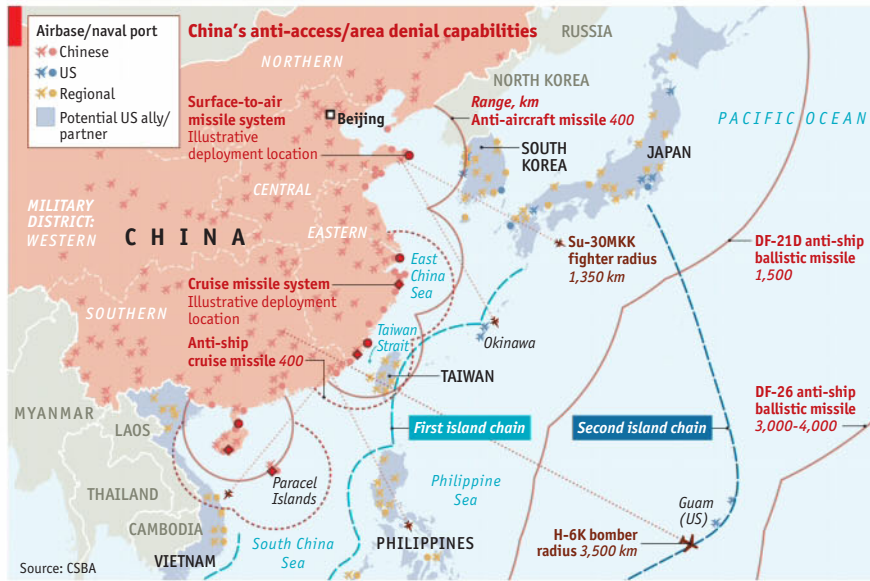 China's anti-access/area denial capabilities
Airbase/naval port
Chinese
US
Regional
Potential US ally/
partner
RUSSIA
NORTHERN
NORTH KOREA
Surface-to-air
missile system
Illustrative
deployment location
Beijing
Range, km
Anti-aircraft missile 400
PACIFIC OCEAN
SOUTH
KOREA
JAPAN
CENTRAL
MILITARY
DISTRICT:
WESTERN
CHINA
EASTERN
East
China
Sea
Su-30MKK
fighter radius
1,350 km
DF-21D anti-ship
ballistic missile
1,500
Cruise missile system
Illustrative deployment
location
SOUTHERN
Taiwan
Strait
Okinawa
Anti-ship
cruise missile 400
TAIWAN
MYANMAR
LAOS
First island chain
Second island chain
DF-26 anti-ship
ballistic missile
3,000-4,000
THAILAND
Paracel
Islands
Philippine
Sea
Guam
(US)
CAMBODIA
VIETNAM
South China
Sea
PHILIPPINES
H-6K bomber
radius 3,500 km
Source: CSBA